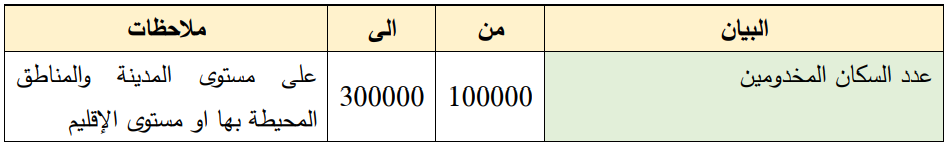 البيان من الى ملاحظات
عدد السكان المخدومين 100000 300000 على مستوى المدينة والمناطق
المحيطة بها او مستوى الإقليم